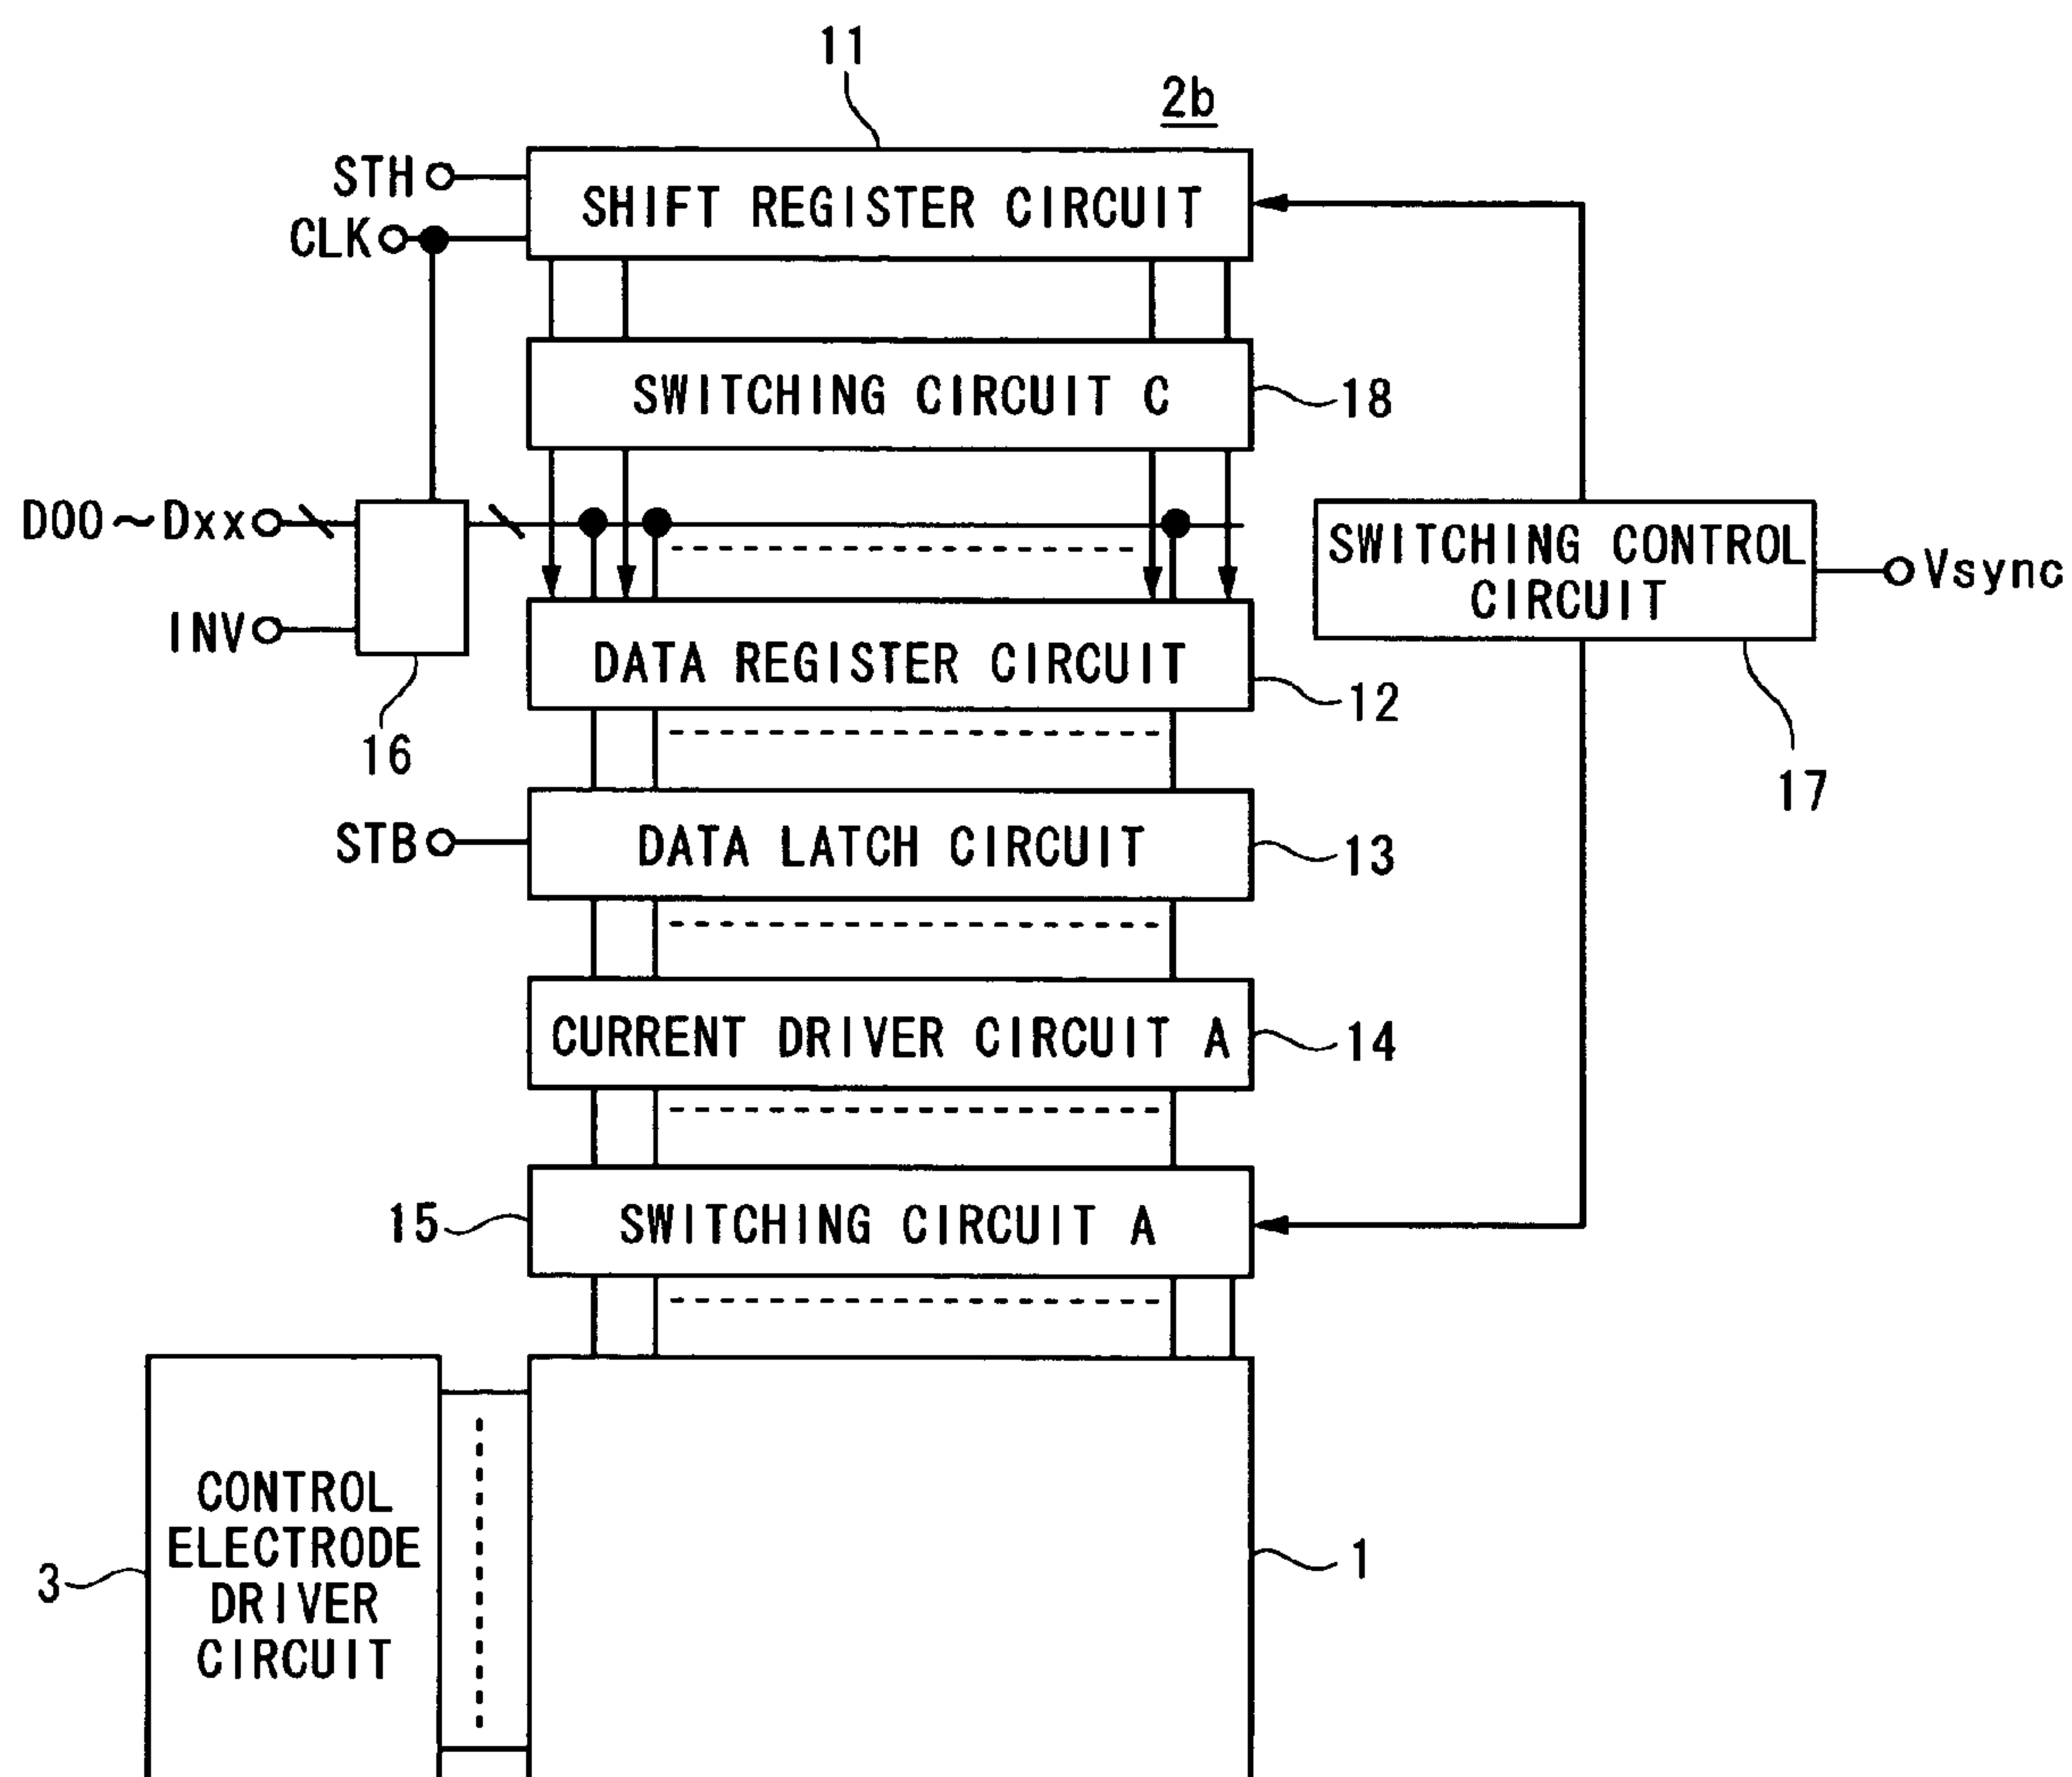 11
2b
STH
SHIFT REGISTER CIRCUIT
CLK
SWITCHING CIRCUIT C
18
D00~Dxx
SWITCHING CONTROL
CIRCUIT
Vsync
INV
DATA REGISTER CIRCUIT
12
16
17
STB
DATA LATCH CIRCUIT
13
CURRENT DRIVER CIRCUIT A
14
15
SWITCHING CIRCUIT A
CONTROL
ELECTRODE
DRIVER
CIRCUIT
3
1